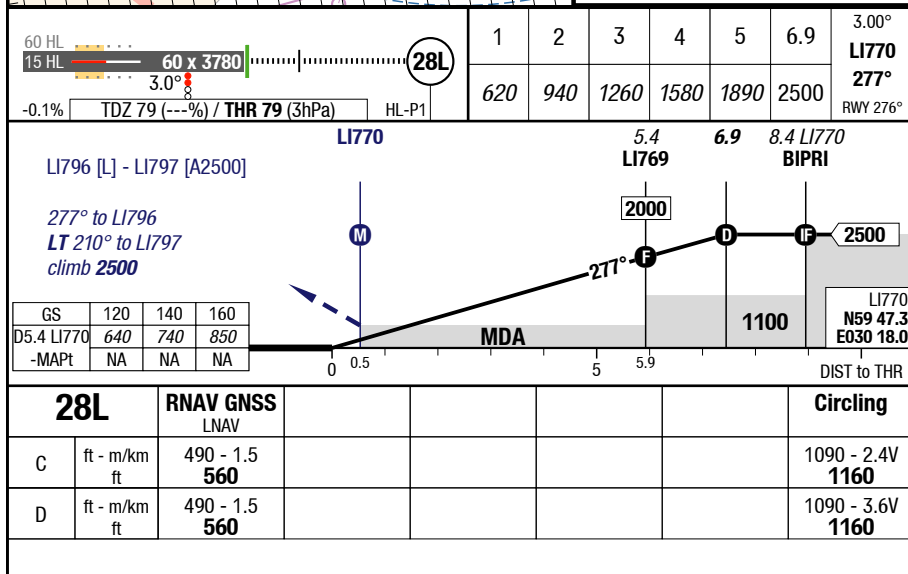 60 HL
15 HL 60 x 3780 28L
3.0°
-0.1% TDZ 79 (---%) / THR 79 (3hPa) HL-P1
1 2 3 4 5 6.9
620 940 1260 1580 1890 2500
3.00°
LI770
277°
RWY 276°
LI770 5.4 6.9 8.4 LI770
LI769 BIPRI
LI796 [L] - LI797 [A2500]
277° to LI796
LT 210° to LI797
climb 2500
M
2000
F
D
IF
2500
277°
MDA
1100
LI770
N59 47.3
E030 18.0
GS 120 140 160
D5.4 LI770 640 740 850
-MAPt NA NA NA
0 0.5 5 5.9
DIST to THR
28L RNAV GNSS Circling
LNAV
C ft - m/km 490 - 1.5 1090 - 2.4V
ft 560 1160
D ft - m/km 490 - 1.5 1090 - 3.6V
ft 560 1160